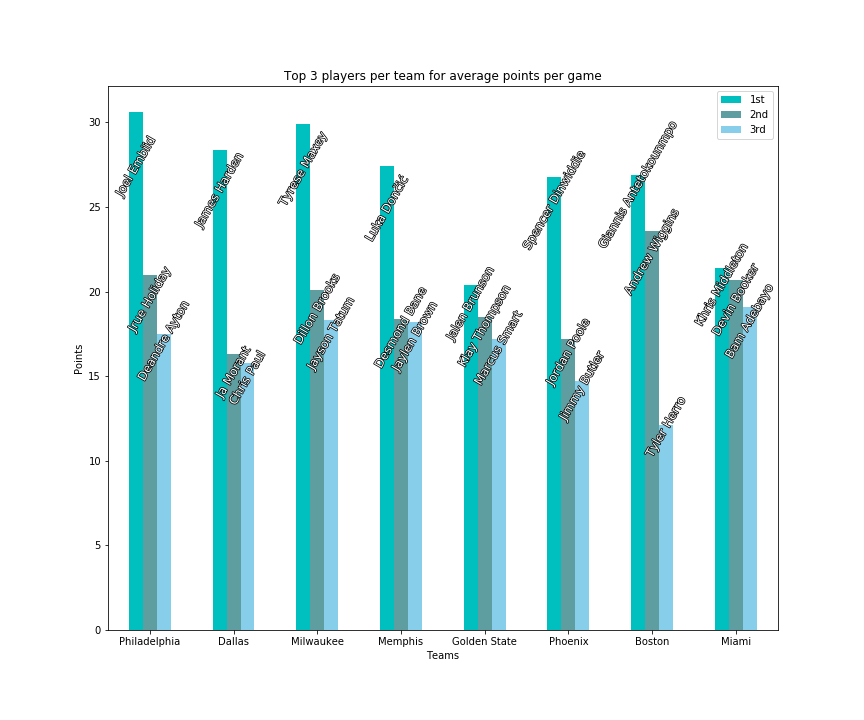 Top 3 players per team for average points per game
1st
2nd
3rd
Points
30
25
20
15
10
5
0
Joel Embiid
Jrue Holiday
Deandre Ayton
James Harden
Ja Morant
Chris Paul
Tyrese Maxey
Dillon Brooks
Jayson Tatum
Luka Dončić
Desmond Bane
Jaylen Brown
Jalen Brunson
Klay Thompson
Marcus Smart
Spencer Dinwiddie
Jordan Poole
Jimmy Butler
Giannis Antetokounmpo
Andrew Wiggins
Tyler Herro
Khris Middleton
Devin Booker
Bam Adebayo
Philadelphia
Dallas
Milwaukee
Memphis
Golden State
Phoenix
Boston
Miami
Teams